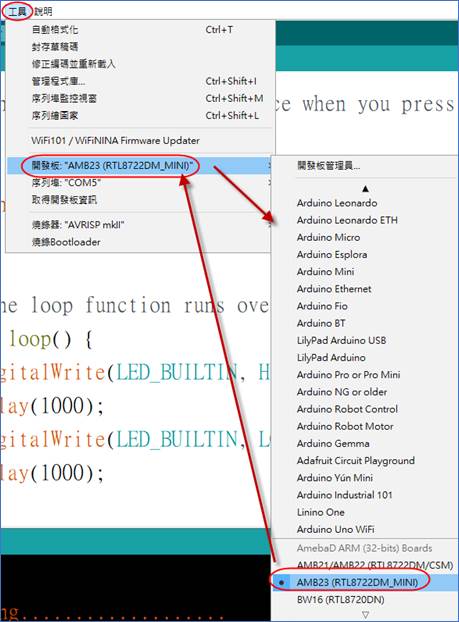 工具 說明
自動格式化 Ctrl+T
封存草稿碼
修正編碼並重新載入
管理程式庫... Ctrl+Shift+I
序列埠監控視窗 Ctrl+Shift+M
序列繪圖家 Ctrl+Shift+L
WiFi101 / WiFiNINA Firmware Updater
開發板: "AMB23 (RTL8722DM_MINI)"
序列埠: "COM5"
取得開發板資訊
燒錄器: "AVRISP mkII"
燒錄Bootloader
ce when you press
開發板管理員...
Arduino Leonardo
Arduino Leonardo ETH
Arduino Micro
Arduino Esplora
Arduino Mini
Arduino Ethernet
Arduino Fio
Arduino BT
LilyPad Arduino USB
LilyPad Arduino
Arduino Pro or Pro Mini
Arduino NG or older
Arduino Robot Control
Arduino Robot Motor
Arduino Gemma
Adafruit Circuit Playground
Arduino Yún Mini
Arduino Industrial 101
Linino One
Arduino Uno WiFi
AmebaD ARM (32-bits) Boards
AMB21/AMB22 (RTL8722DM/CSM)
AMB23 (RTL8722DM_MINI)
BW16 (RTL8720DN)
he loop function runs ove
loop() {
gitalWrite(LED_BUILTIN, H
lay(1000);
gitalWrite(LED_BUILTIN, L
lay(1000);
ng....................